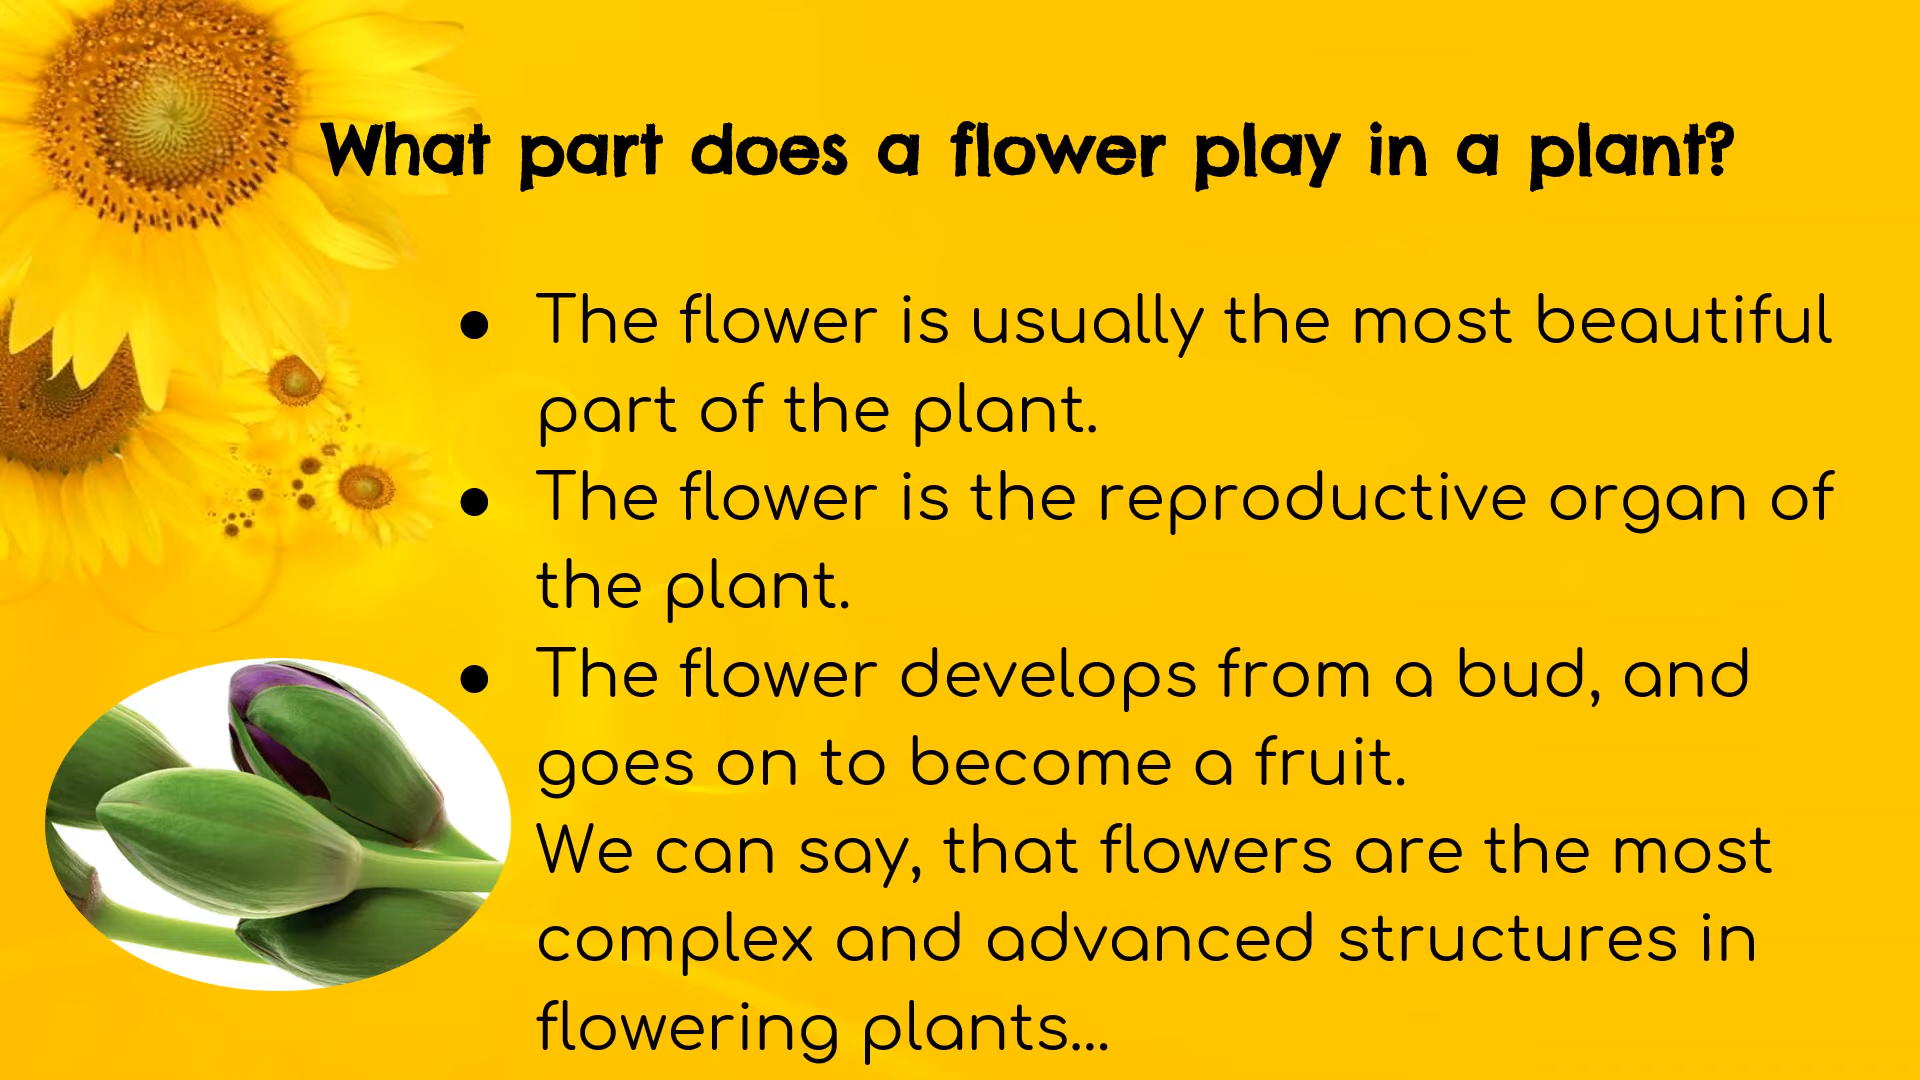 What part does a flower play in a plant?
● The flower is usually the most beautiful
part of the plant.
● The flower is the reproductive organ of
the plant.
● The flower develops from a bud, and
goes on to become a fruit.
We can say, that flowers are the most
complex and advanced structures in
flowering plants...